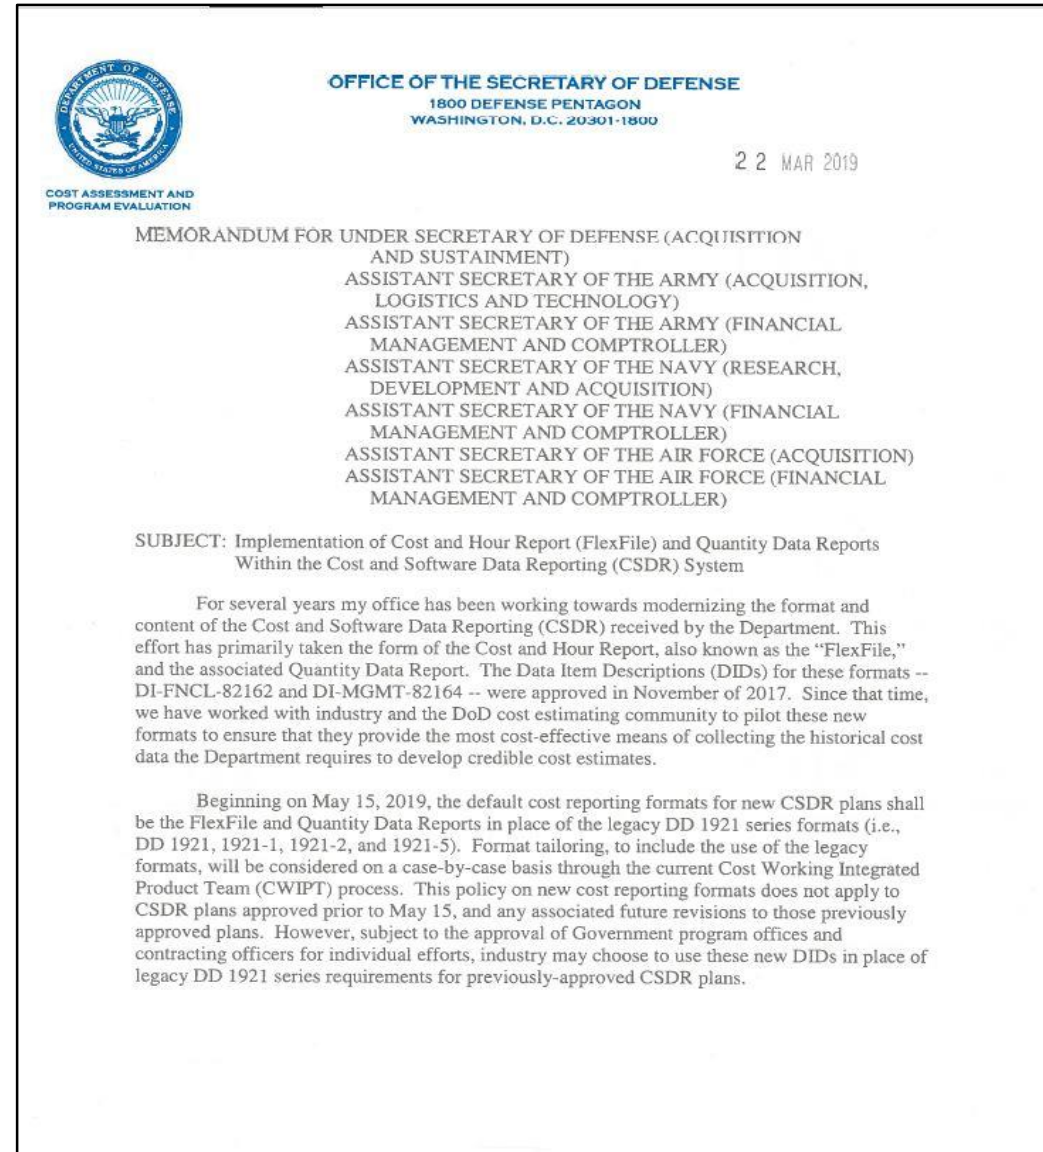 DEPARTMENT OF DEFENSE
UNITED STATES OF AMERICA
COST ASSESSMENT AND
PROGRAM EVALUATION
OFFICE OF THE SECRETARY OF DEFENSE
1800 DEFENSE PENTAGON
WASHINGTON, D.C. 20301-1800
22 MAR 2019
MEMORANDUM FOR UNDER SECRETARY OF DEFENSE (ACQUISITION
AND SUSTAINMENT)
ASSISTANT SECRETARY OF THE ARMY (ACQUISITION,
LOGISTICS AND TECHNOLOGY)
ASSISTANT SECRETARY OF THE ARMY (FINANCIAL
MANAGEMENT AND COMPTROLLER)
ASSISTANT SECRETARY OF THE NAVY (RESEARCH,
DEVELOPMENT AND ACQUISITION)
ASSISTANT SECRETARY OF THE NAVY (FINANCIAL
MANAGEMENT AND COMPTROLLER)
ASSISTANT SECRETARY OF THE AIR FORCE (ACQUISITION)
ASSISTANT SECRETARY OF THE AIR FORCE (FINANCIAL
MANAGEMENT AND COMPTROLLER)
SUBJECT: Implementation of Cost and Hour Report (FlexFile) and Quantity Data Reports
Within the Cost and Software Data Reporting (CSDR) System
For several years my office has been working towards modernizing the format and
content of the Cost and Software Data Reporting (CSDR) received by the Department. This
effort has primarily taken the form of the Cost and Hour Report, also known as the “FlexFile,”
and the associated Quantity Data Report. The Data Item Descriptions (DIDs) for these formats --
DI-FNCL-82162 and DI-MGMT-82164 -- were approved in November of 2017. Since that time,
we have worked with industry and the DoD cost estimating community to pilot these new
formats to ensure that they provide the most cost-effective means of collecting the historical cost
data the Department requires to develop credible cost estimates.
Beginning on May 15, 2019, the default cost reporting formats for new CSDR plans shall
be the FlexFile and Quantity Data Reports in place of the legacy DD 1921 series formats (i.e.,
DD 1921, 1921-1, 1921-2, and 1921-5). Format tailoring, to include the use of the legacy
formats, will be considered on a case-by-case basis through the current Cost Working Integrated
Product Team (CWIPT) process. This policy on new cost reporting formats does not apply to
CSDR plans approved prior to May 15, and any associated future revisions to those previously
approved plans. However, subject to the approval of Government program offices and
contracting officers for individual efforts, industry may choose to use these new DIDs in place of
legacy DD 1921 series requirements for previously-approved CSDR plans.